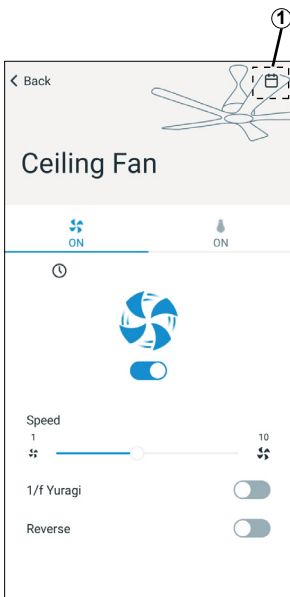 ①
Back
Ceiling Fan
ON
ON
Speed
1
10
1/f Yuragi
Reverse